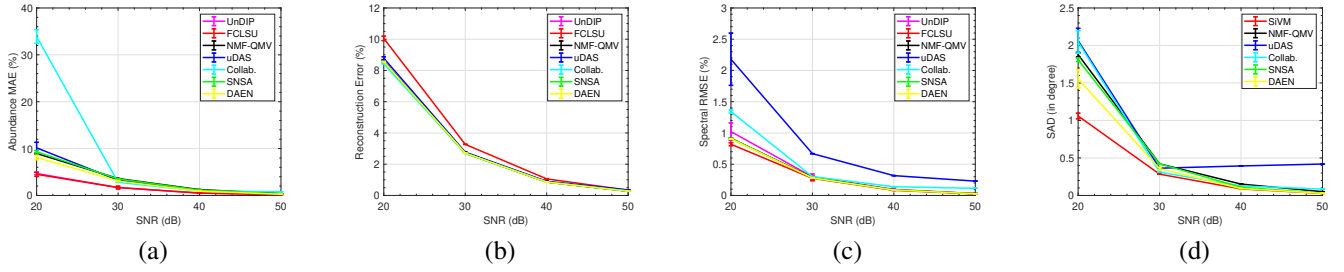 Abundance MAE (%)
40
30
20
10
0
20
30
40
50
SNR (dB)
UnDIP
FCLSU
NMF-QMV
uDAS
Collab.
SNSA
DAEN
(a)
Reconstruction Error (%)
12
10
8
6
4
2
0
20
30
40
50
SNR (dB)
UnDIP
FCLSU
NMF-QMV
uDAS
Collab.
SNSA
DAEN
(b)
Spectral RMSE (%)
3
2.5
2
1.5
1
0.5
0
20
30
40
50
SNR (dB)
UnDIP
FCLSU
NMF-QMV
uDAS
Collab.
SNSA
DAEN
(c)
SAD (in degree)
2.5
2
1.5
1
0.5
0
20
30
40
50
SNR (dB)
SiVM
NMF-QMV
uDAS
Collab.
SNSA
DAEN
(d)